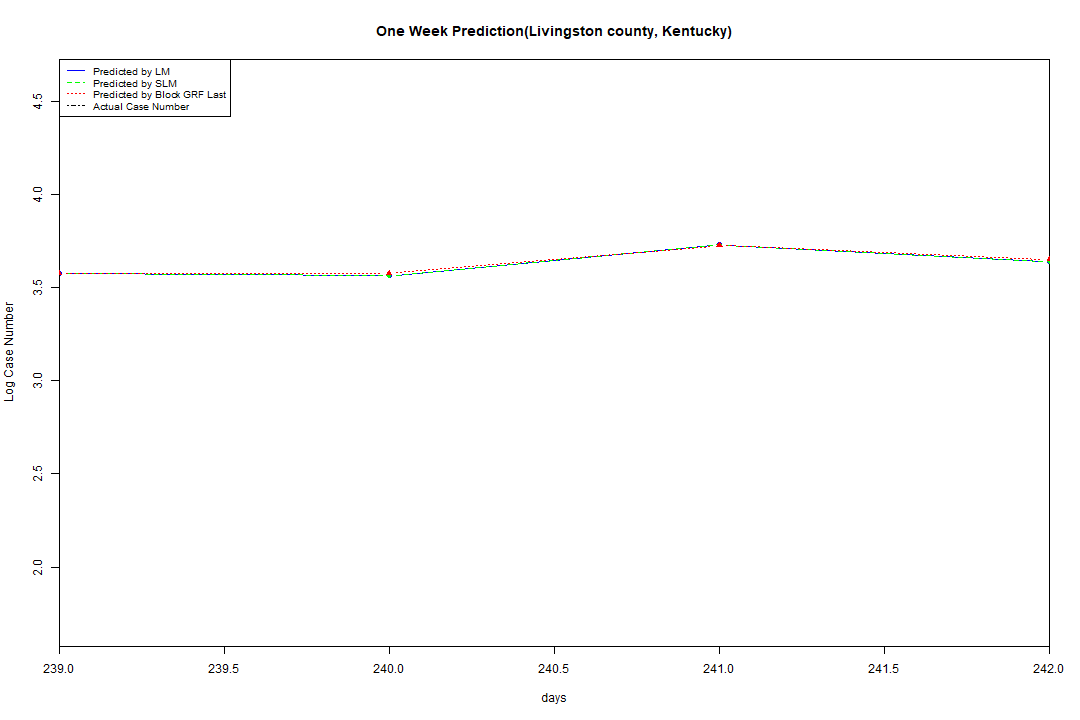 One Week Prediction(Livingston county, Kentucky)
Predicted by LM
Predicted by SLM
Predicted by Block GRF Last
Actual Case Number
4.5
4.0
3.5
3.0
2.5
2.0
Log Case Number
239.0 239.5 240.0 240.5 241.0 241.5 242.0
days